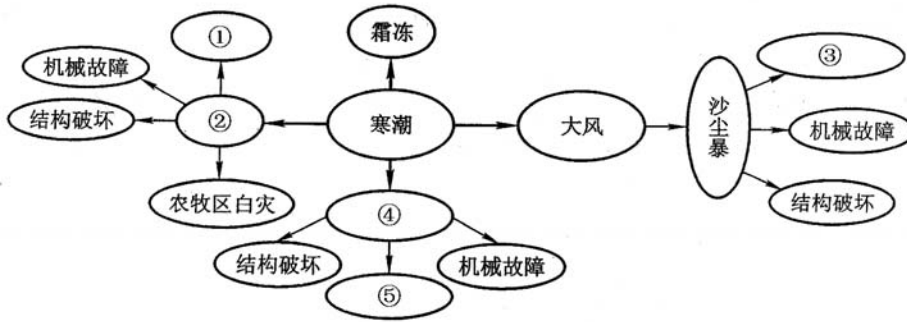 ①
霜冻
③
机械故障
结构破坏
②
寒潮
大风
沙尘暴
机械故障
农牧区白灾
④
结构破坏
结构破坏
机械故障
⑤